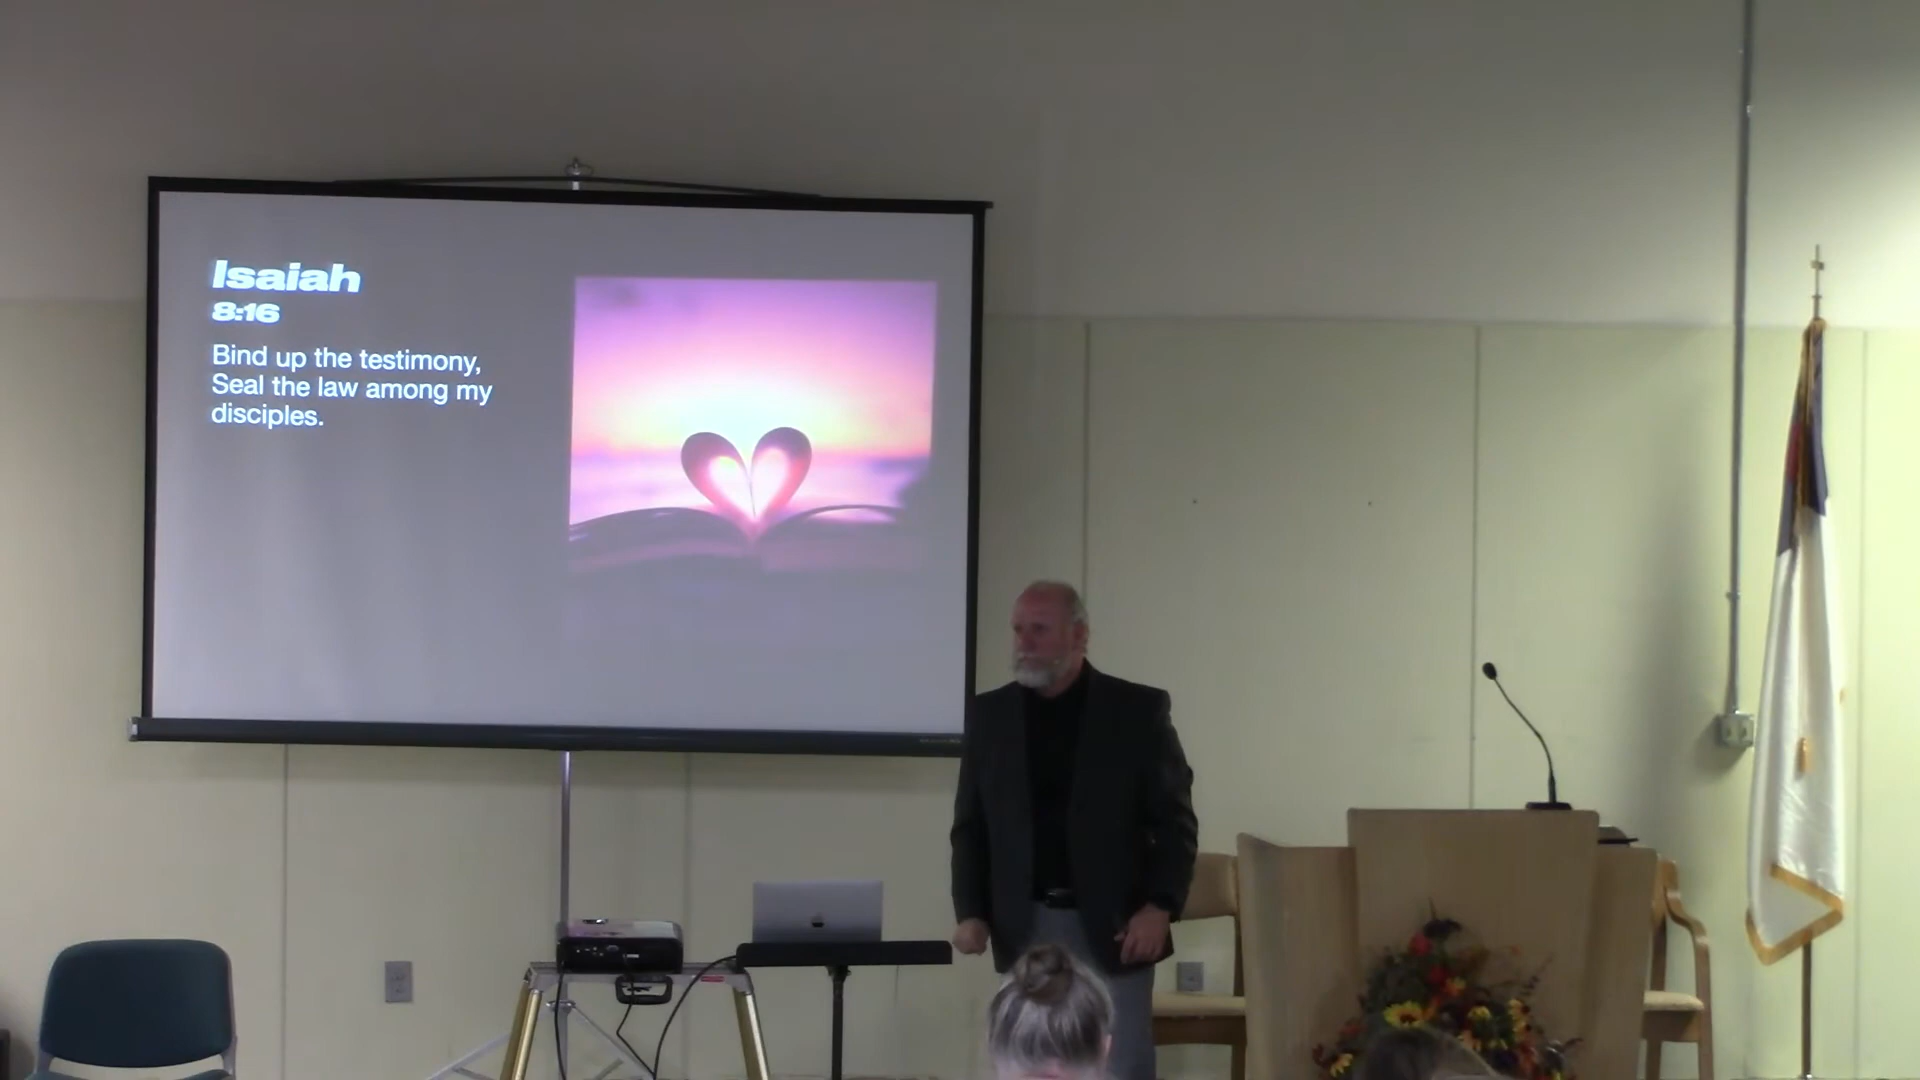 Isaiah
8:16
Bind up the testimony,
Seal the law among my
disciples.